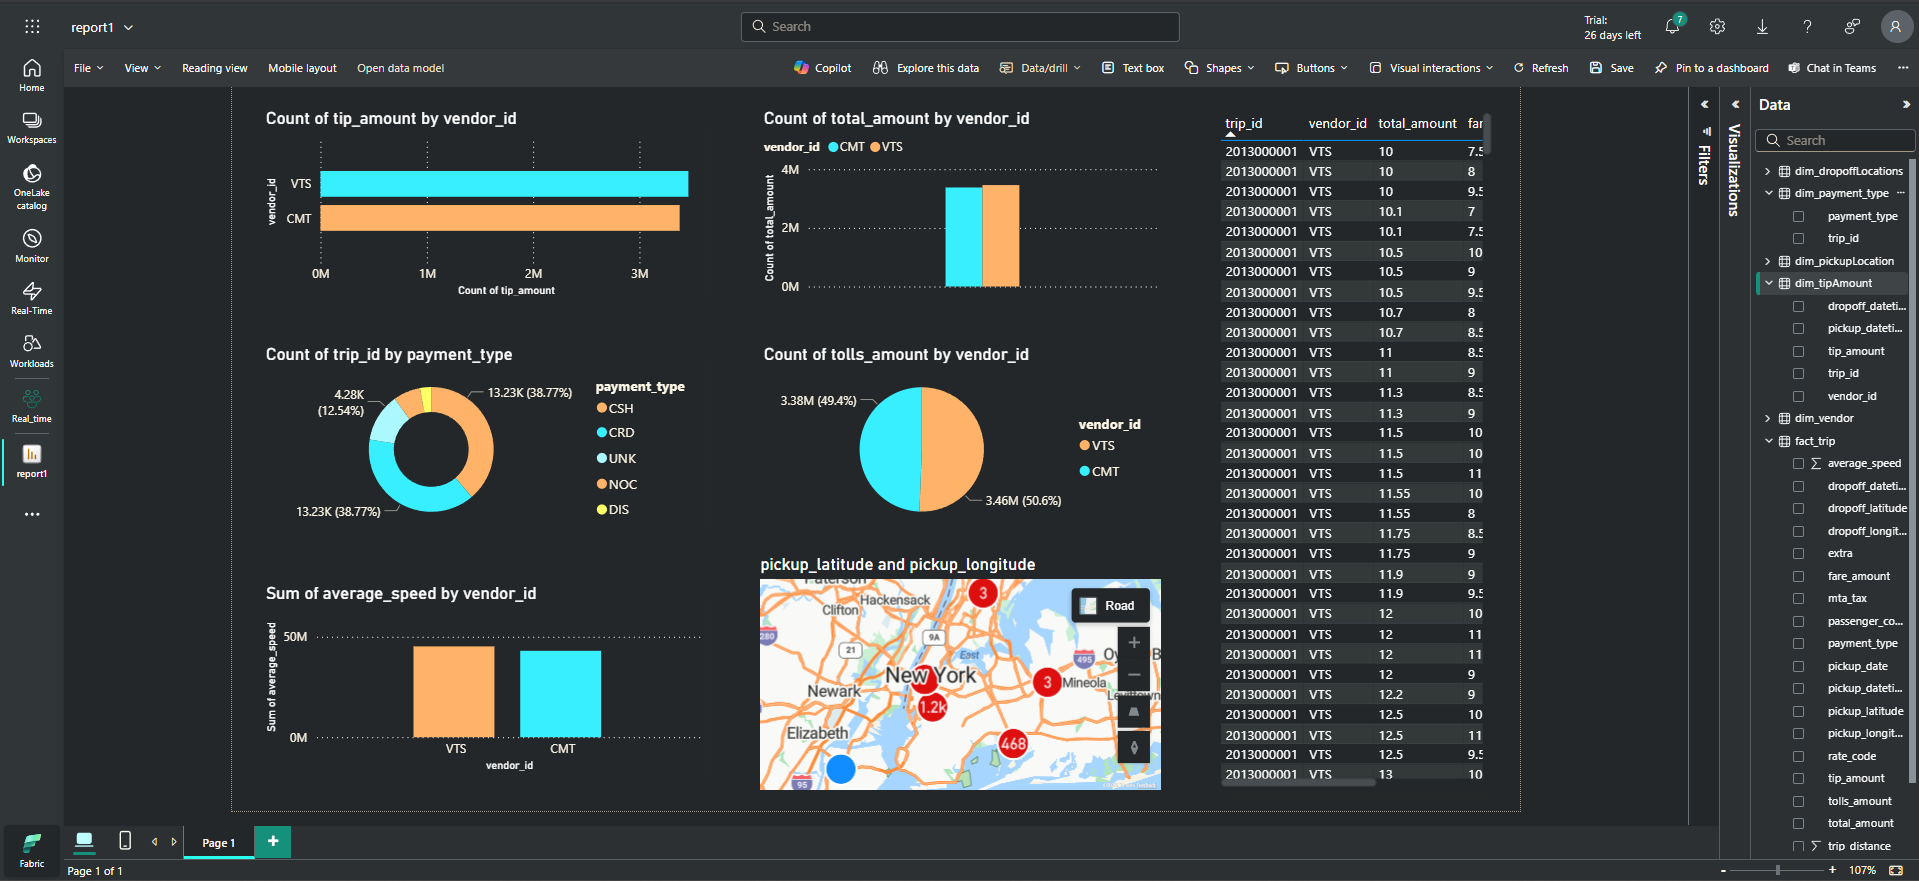 report1
Search
Trial:
26 days left
7
A
File
View
Reading view
Mobile layout
Open data model
Copilot
Explore this data
Data/drill
Text box
Shapes
Buttons
Visual interactions
Refresh
Save
Pin to a dashboard
Chat in Teams
Home
Workspaces
OneLake
catalog
Monitor
Real-Time
Workloads
Real_time
report1
Fabric
Count of tip_amount by vendor_id
vendor_id
VTS
CMT
0M 1M 2M 3M
Count of tip_amount
Count of total_amount by vendor_id
vendor_id CMT VTS
Count of total_amount
4M
2M
0M
Count of trip_id by payment_type
4.28K
(12.54%)
13.23K (38.77%)
13.23K (38.77%)
payment_type
CSH
CRD
UNK
NOC
DIS
Count of tolls_amount by vendor_id
3.38M (49.4%)
3.46M (50.6%)
vendor_id
VTS
CMT
Sum of average_speed by vendor_id
Sum of average_speed
50M
0M
VTS CMT
vendor_id
pickup_latitude and pickup_longitude
Paterson
Clifton
Hackensack
3
Road
280
21
9A
East
495
New York
3
Mineola
Newark
1.2k
Elizabeth
468
95
trip_id vendor_id total_amount far
2013000001 VTS 10 7.5
2013000001 VTS 10 8
2013000001 VTS 10 9.5
2013000001 VTS 10.1 7
2013000001 VTS 10.1 7.5
2013000001 VTS 10.5 10
2013000001 VTS 10.5 9
2013000001 VTS 10.5 9.5
2013000001 VTS 10.7 8
2013000001 VTS 10.7 8.5
2013000001 VTS 11 8.5
2013000001 VTS 11 9
2013000001 VTS 11.3 8.5
2013000001 VTS 11.3 9
2013000001 VTS 11.5 10
2013000001 VTS 11.5 10
2013000001 VTS 11.5 11
2013000001 VTS 11.55 10
2013000001 VTS 11.55 8
2013000001 VTS 11.75 8.5
2013000001 VTS 11.75 9
2013000001 VTS 11.9 9
2013000001 VTS 11.9 9.5
2013000001 VTS 12 10
2013000001 VTS 12 11
2013000001 VTS 12 11
2013000001 VTS 12 9
2013000001 VTS 12.2 9
2013000001 VTS 12.5 10
2013000001 VTS 12.5 11
2013000001 VTS 12.5 9.5
2013000001 VTS 13 10
Filters
Visualizations
Data
Search
dim_dropoffLocations
dim_payment_type ...
payment_type
trip_id
dim_pickupLocation
dim_tipAmount
dropoff_dateti...
pickup_dateti...
tip_amount
trip_id
vendor_id
dim_vendor
fact_trip
average_speed
dropoff_dateti...
dropoff_latitude
dropoff_longit...
extra
fare_amount
mta_tax
passenger_co...
payment_type
pickup_date
pickup_dateti...
pickup_latitude
pickup_longit...
rate_code
tip_amount
tolls_amount
total_amount
trip_distance
Page 1
Page 1 of 1
- + 107%